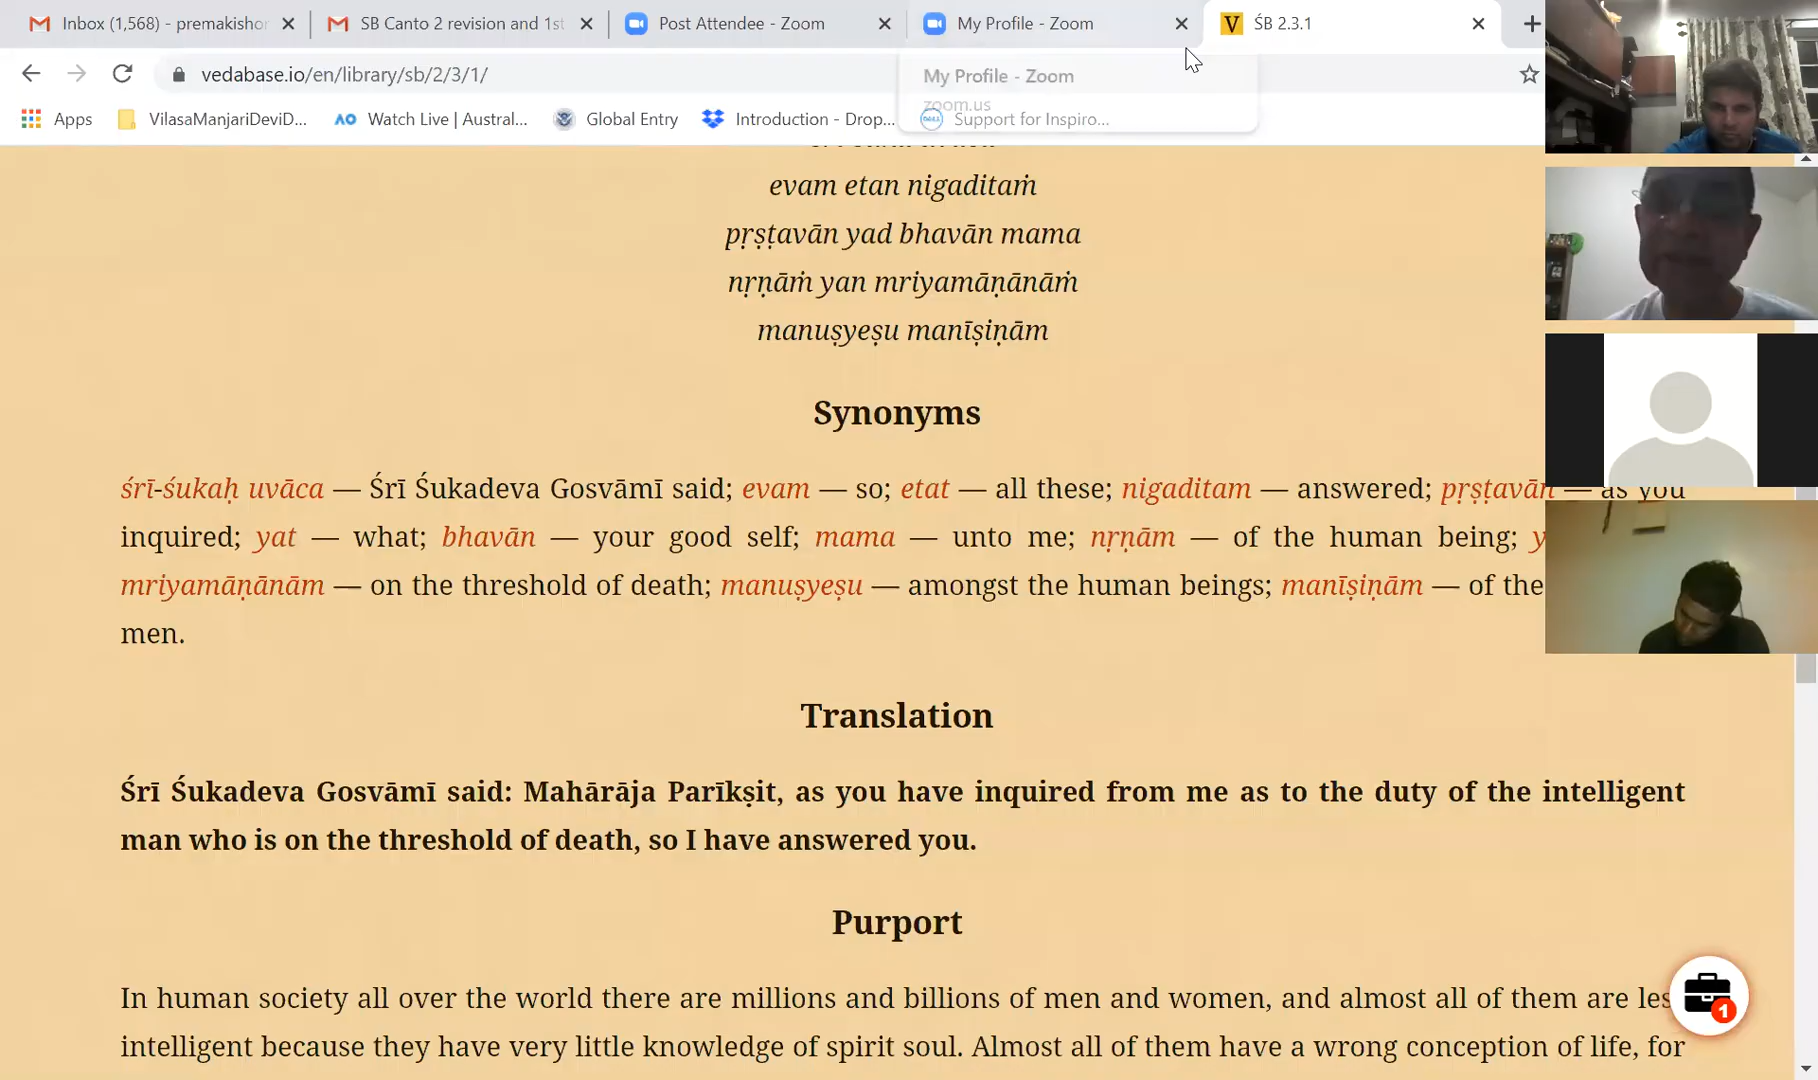 Inbox (1,568) - premakishor
SB Canto 2 revision and 1st
Post Attendee - Zoom
My Profile - Zoom
V ŚB 2.3.1
vedabase.io/en/library/sb/2/3/1/
My Profile - Zoom
zoom.us
Apps
VilasaManjariDeviD...
AO Watch Live | Austral...
Global Entry
Introduction - Drop...
DELL Support for Inspiro...
evam etan nigaditaṁ
pṛṣṭavān yad bhavān mama
nṛṇāṁ yan mriyamāṇānāṁ
manuṣyeṣu manīṣiṇām
Synonyms
śrī-śukaḥ uvāca — Śrī Śukadeva Gosvāmī said; evam — so; etat — all these; nigaditam — answered; pṛṣṭavān — as you
inquired; yat — what; bhavān — your good self; mama — unto me; nṛṇām — of the human being; y
mriyamāṇānām — on the threshold of death; manuṣyeṣu — amongst the human beings; manīṣiṇām — of the
men.
Translation
Śrī Śukadeva Gosvāmī said: Mahārāja Parīkṣit, as you have inquired from me as to the duty of the intelligent
man who is on the threshold of death, so I have answered you.
Purport
In human society all over the world there are millions and billions of men and women, and almost all of them are les
intelligent because they have very little knowledge of spirit soul. Almost all of them have a wrong conception of life, for
1